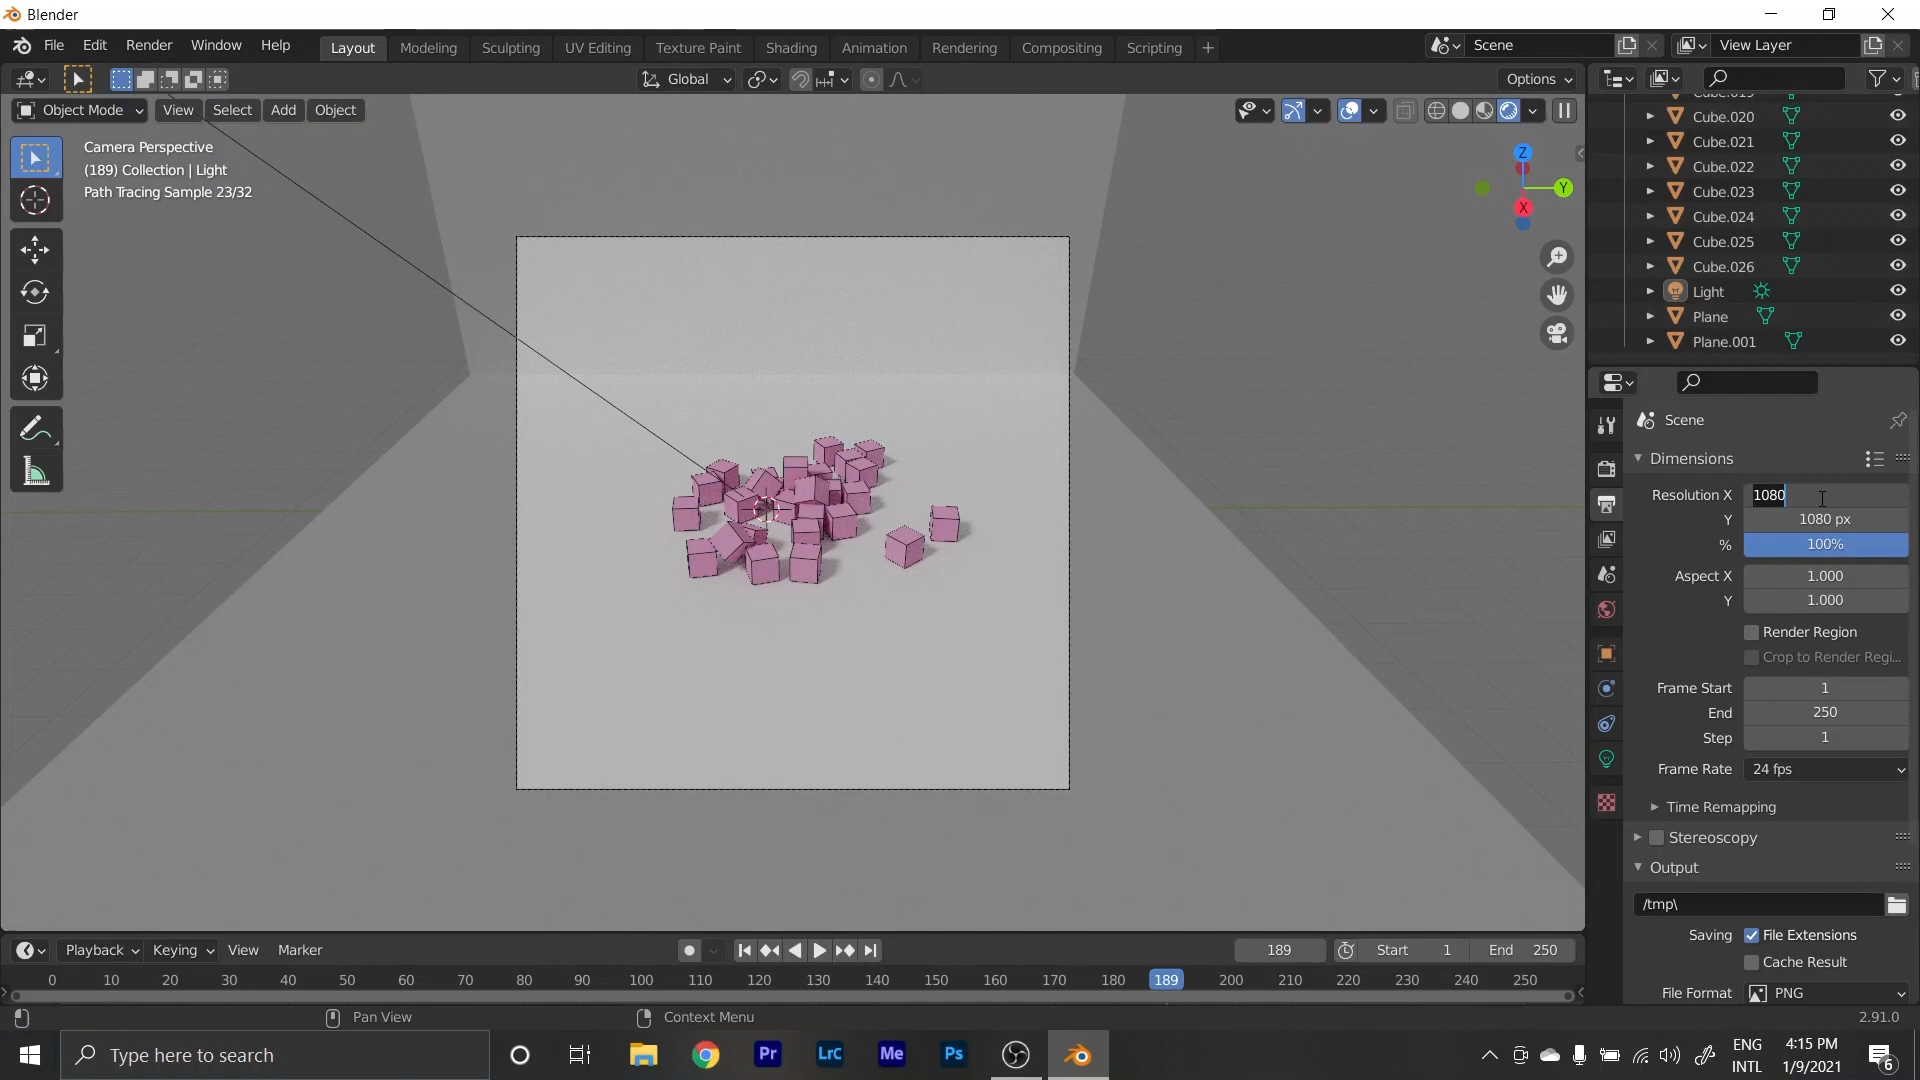 Blender
File Edit Render Window Help Layout Modeling Sculpting UV Editing Texture Paint Shading Animation Rendering Compositing Scripting + Scene View Layer
Global Options
Object Mode View Select Add Object
Camera Perspective
(189) Collection | Light
Path Tracing Sample 23/32
Z
Y
X
Cube.020
Cube.021
Cube.022
Cube.023
Cube.024
Cube.025
Cube.026
Light
Plane
Plane.001
Scene
Dimensions
Resolution X 1080
Y 1080 px
% 100%
Aspect X 1.000
Y 1.000
Render Region
Crop to Render Regi...
Frame Start 1
End 250
Step 1
Frame Rate 24 fps
Time Remapping
Stereoscopy
Output
/tmp\
Saving File Extensions
Cache Result
File Format PNG
Playback Keying View Marker 189 Start 1 End 250
0 10 20 30 40 50 60 70 80 90 100 110 120 130 140 150 160 170 180 189 200 210 220 230 240 250
Pan View Context Menu 2.91.0
Type here to search Pr LrC Me Ps
ENG
INTL
4:15 PM
1/9/2021
6